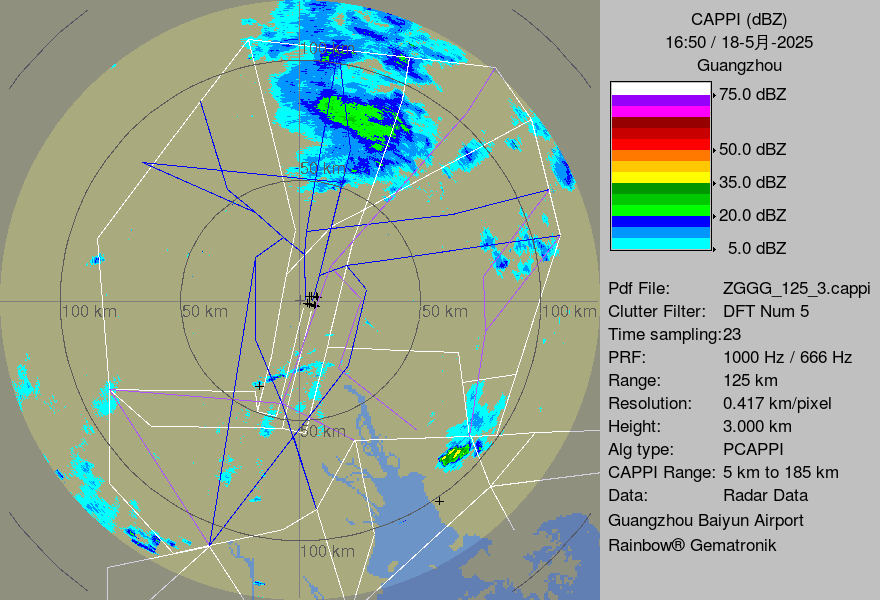 CAPPI (dBZ)
16:50 / 18-5月-2025
Guangzhou
75.0 dBZ
50.0 dBZ
35.0 dBZ
20.0 dBZ
5.0 dBZ
Pdf File: ZGGG_125_3.cappi
Clutter Filter: DFT Num 5
Time sampling:23
PRF: 1000 Hz / 666 Hz
Range: 125 km
Resolution: 0.417 km/pixel
Height: 3.000 km
Alg type: PCAPPI
CAPPI Range: 5 km to 185 km
Data: Radar Data
Guangzhou Baiyun Airport
Rainbow® Gematronik
50 km
100 km
50 km
50 km
100 km
50 km
100 km